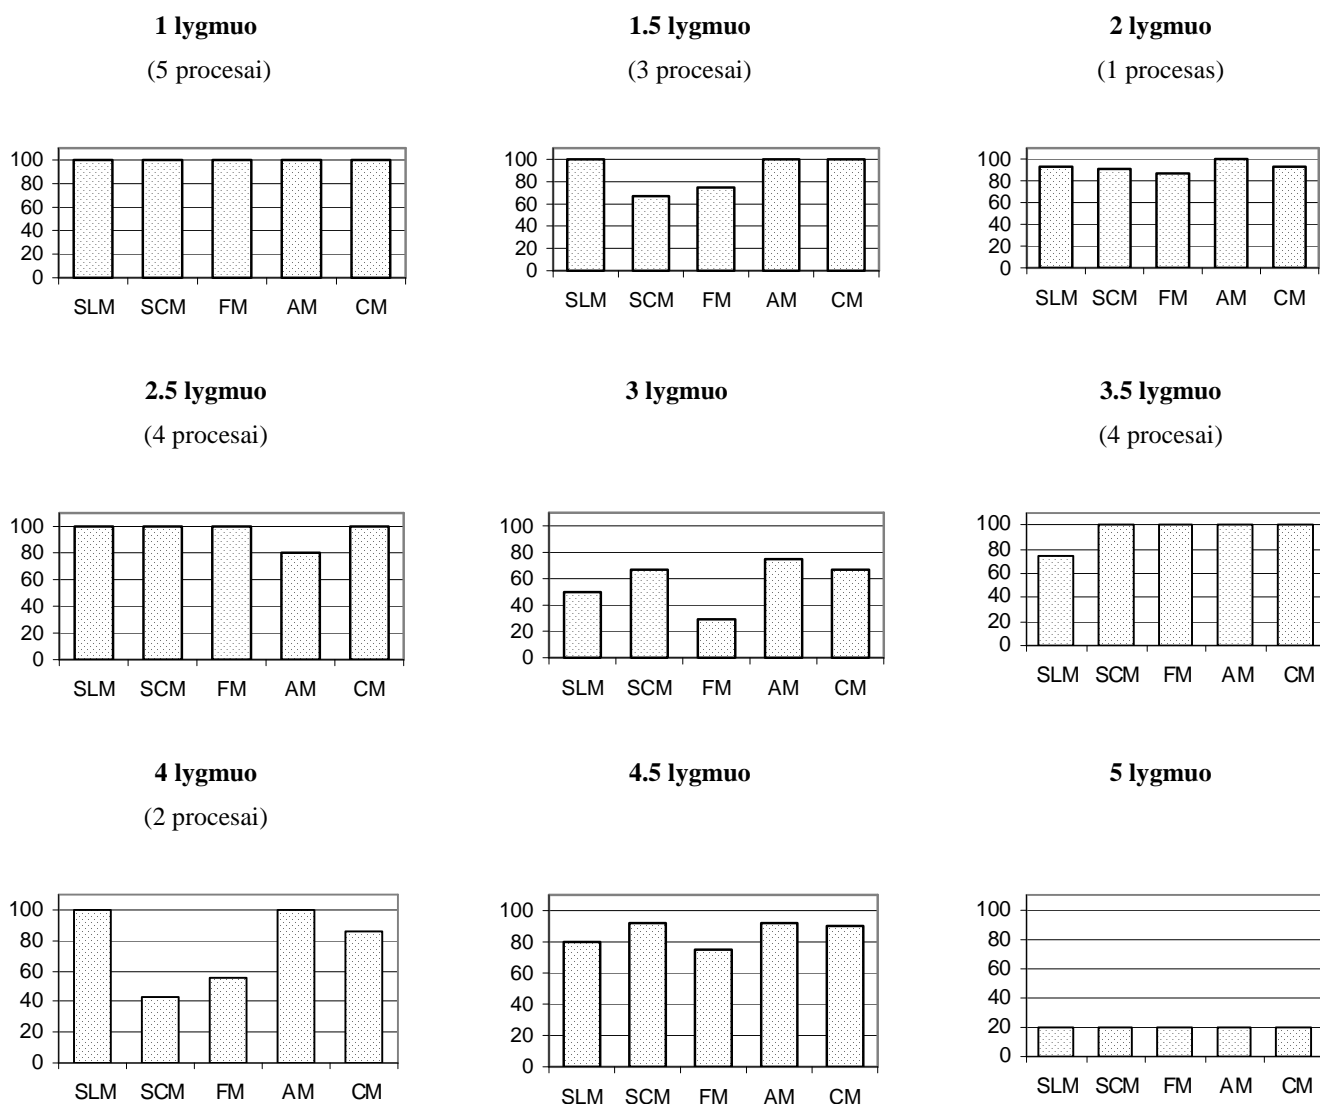 1 lygmuo
(5 procesai)
100
80
60
40
20
0
SLM SCM FM AM CM
1.5 lygmuo
(3 procesai)
100
80
60
40
20
0
SLM SCM FM AM CM
2 lygmuo
(1 procesas)
100
80
60
40
20
0
SLM SCM FM AM CM
2.5 lygmuo
(4 procesai)
100
80
60
40
20
0
SLM SCM FM AM CM
3 lygmuo
100
80
60
40
20
0
SLM SCM FM AM CM
3.5 lygmuo
(4 procesai)
100
80
60
40
20
0
SLM SCM FM AM CM
4 lygmuo
(2 procesai)
100
80
60
40
20
0
SLM SCM FM AM CM
4.5 lygmuo
100
80
60
40
20
0
SLM SCM FM AM CM
5 lygmuo
100
80
60
40
20
0
SLM SCM FM AM CM